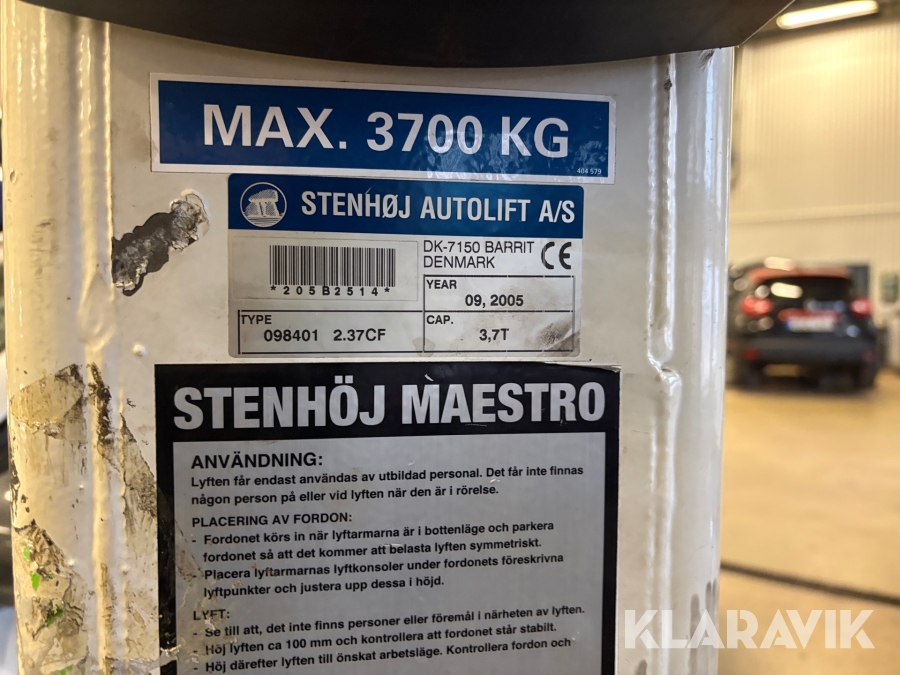 MAX. 3700 KG
404 579
STENHØJ AUTOLIFT A/S
DK-7150 BARRIT
DENMARK
CE
*205B2514*
YEAR
09, 2005
TYPE
098401 2.37CF
CAP.
3,7T
STENHÖJ MAESTRO
ANVÄNDNING:
Lyften får endast användas av utbildad personal. Det får inte finnas
någon person på eller vid lyften när den är i rörelse.
PLACERING AV FORDON:
- Fordonet körs in när lyftarmarna är i bottenläge och parkera
fordonet så att det kommer att belasta lyften symmetriskt.
Placera lyftarmarnas lyftkonsoler under fordonets föreskrivna
lyftpunkter och justera upp dessa i höjd.
LYFT:
- Se till att, det inte finns personer eller föremål i närheten av lyften.
- Höj lyften ca 100 mm och kontrollera att fordonet står stabilt.
- Höj därefter lyften till önskat arbetsläge. Kontrollera fordon och
KLARAVIK